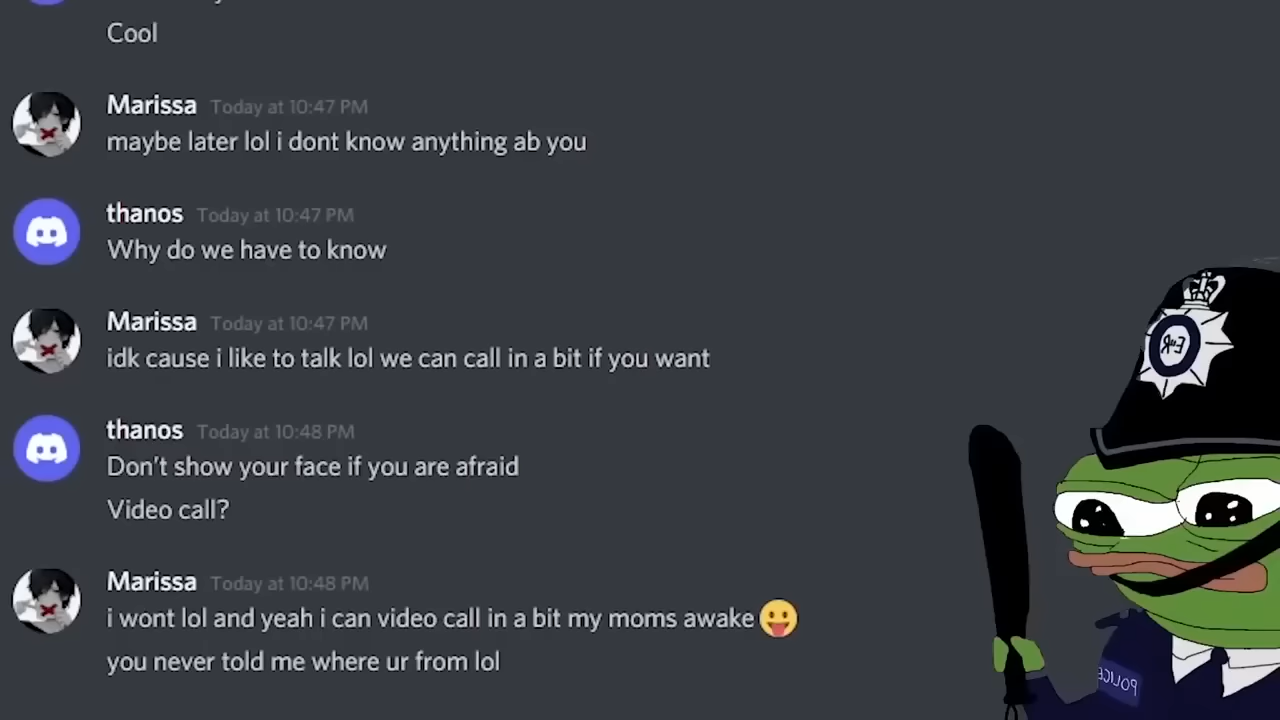 Cool
Marissa Today at 10:47 PM
maybe later lol i dont know anything ab you
thanos Today at 10:47 PM
Why do we have to know
Marissa Today at 10:47 PM
idk cause i like to talk lol we can call in a bit if you want
thanos Today at 10:48 PM
Don't show your face if you are afraid
Video call?
Marissa Today at 10:48 PM
i wont lol and yeah i can video call in a bit my moms awake😛
you never told me where ur from lol
POLICE